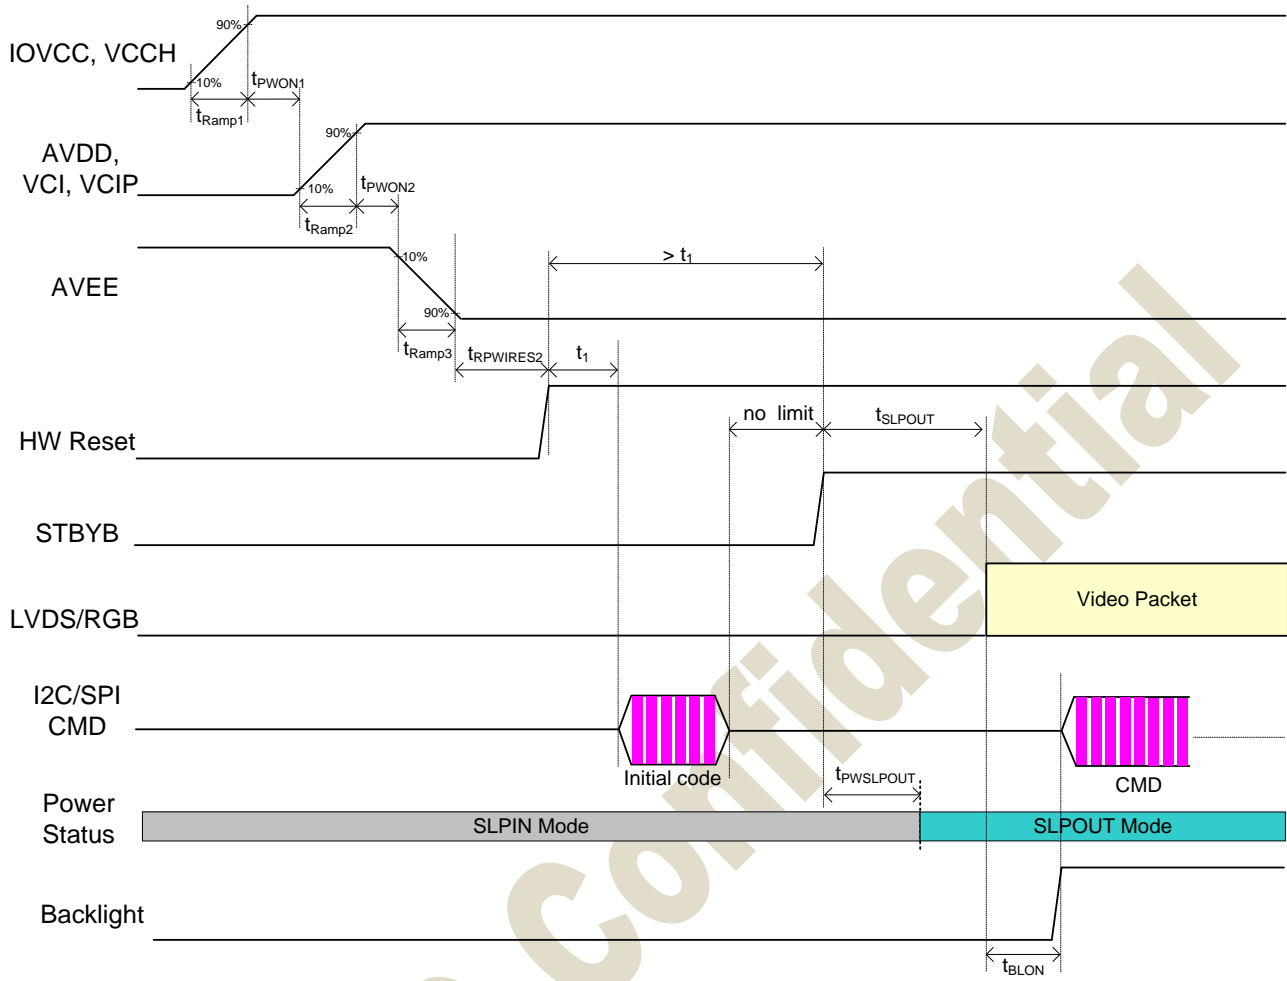 90%
IOVCC, VCCH
10%
tPWON1
tRamp1
90%
AVDD,
VCI, VCIP
10%
tPWON2
tRamp2
> t1
10%
AVEE
90%
tRamp3
tRPWIRES2
t1
no limit
tSLPOUT
HW Reset
STBYB
Video Packet
LVDS/RGB
I2C/SPI
CMD
Initial code
tPWSLPOUT
CMD
Power
Status
SLPIN Mode
SLPOUT Mode
Backlight
tBLON
Confidential